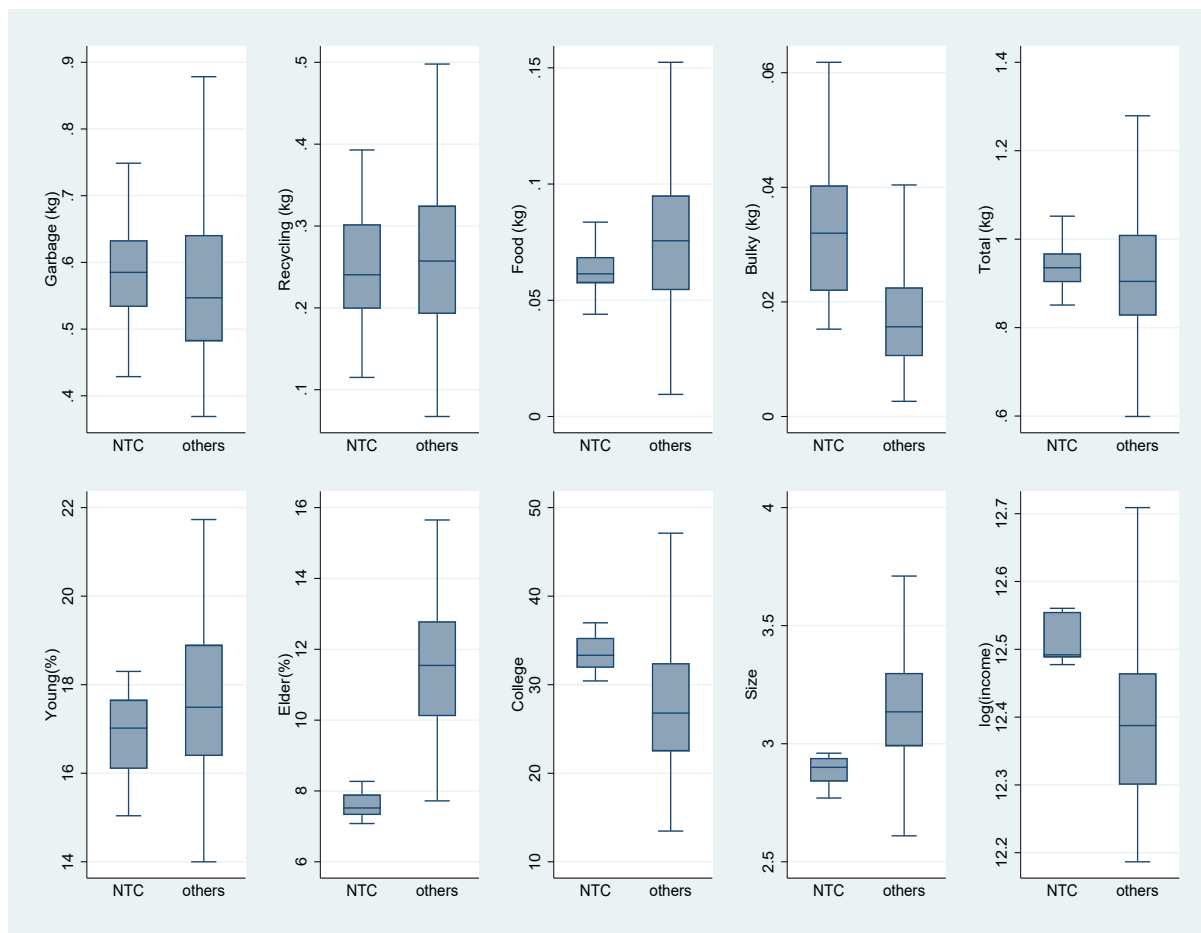 Garbage (kg)
.4 .5 .6 .7 .8 .9
NTC others
Recycling (kg)
.1 .2 .3 .4 .5
NTC others
Food (kg)
0 .05 .1 .15
NTC others
Bulky (kg)
0 .02 .04 .06
NTC others
Total (kg)
.6 .8 1 1.2 1.4
NTC others
Young(%)
14 16 18 20 22
NTC others
Elder(%)
6 8 10 12 14 16
NTC others
College
10 20 30 40 50
NTC others
Size
2.5 3 3.5 4
NTC others
log(income)
12.2 12.3 12.4 12.5 12.6 12.7
NTC others